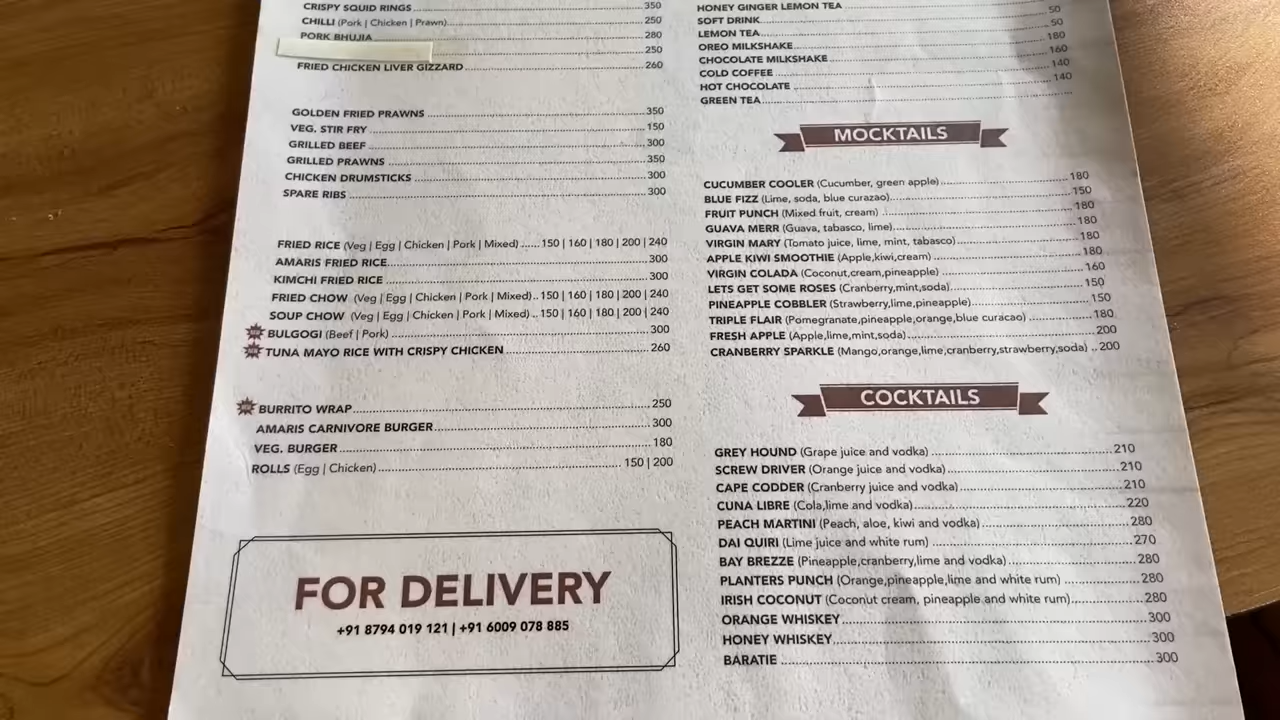 CRISPY SQUID RINGS 350
CHILLI (Pork | Chicken | Prawn) 250
PORK BHUJIA 280
250
FRIED CHICKEN LIVER GIZZARD 260
GOLDEN FRIED PRAWNS 350
VEG. STIR FRY 150
GRILLED BEEF 300
GRILLED PRAWNS 350
CHICKEN DRUMSTICKS 300
SPARE RIBS 300
FRIED RICE (Veg | Egg | Chicken | Pork | Mixed) 150 | 160 | 180 | 200 | 240
AMARIS FRIED RICE 300
KIMCHI FRIED RICE 300
FRIED CHOW (Veg | Egg | Chicken | Pork | Mixed) 150 | 160 | 180 | 200 | 240
SOUP CHOW (Veg | Egg | Chicken | Pork | Mixed) 150 | 160 | 180 | 200 | 240
BULGOGI (Beef | Pork) 300
TUNA MAYO RICE WITH CRISPY CHICKEN 260
BURRITO WRAP 250
AMARIS CARNIVORE BURGER 300
VEG. BURGER 180
ROLLS (Egg | Chicken) 150 | 200
FOR DELIVERY
+91 8794 019 121 | +91 6009 078 885
HONEY GINGER LEMON TEA
SOFT DRINK 50
LEMON TEA 50
OREO MILKSHAKE 180
CHOCOLATE MILKSHAKE 160
COLD COFFEE 140
HOT CHOCOLATE 140
GREEN TEA
MOCKTAILS
CUCUMBER COOLER (Cucumber, green apple) 180
BLUE FIZZ (Lime, soda, blue curazao) 150
FRUIT PUNCH (Mixed fruit, cream) 180
GUAVA MERR (Guava, tabasco, lime) 180
VIRGIN MARY (Tomato juice, lime, mint, tabasco) 180
APPLE KIWI SMOOTHIE (Apple,kiwi,cream) 180
VIRGIN COLADA (Coconut,cream,pineapple) 160
LETS GET SOME ROSES (Cranberry,mint,soda) 150
PINEAPPLE COBBLER (Strawberry,lime,pineapple) 150
TRIPLE FLAIR (Pomegranate,pineapple,orange,blue curacao) 180
FRESH APPLE (Apple,lime,mint,soda) 200
CRANBERRY SPARKLE (Mango,orange,lime,cranberry,strawberry,soda) 200
COCKTAILS
GREY HOUND (Grape juice and vodka) 210
SCREW DRIVER (Orange juice and vodka) 210
CAPE CODDER (Cranberry juice and vodka) 210
CUNA LIBRE (Cola,lime and vodka) 220
PEACH MARTINI (Peach, aloe, kiwi and vodka) 280
DAI QUIRI (Lime juice and white rum) 270
BAY BREZZE (Pineapple,cranberry,lime and vodka) 280
PLANTERS PUNCH (Orange,pineapple,lime and white rum) 280
IRISH COCONUT (Coconut cream, pineapple and white rum) 280
ORANGE WHISKEY 300
HONEY WHISKEY 300
BARATIE 300